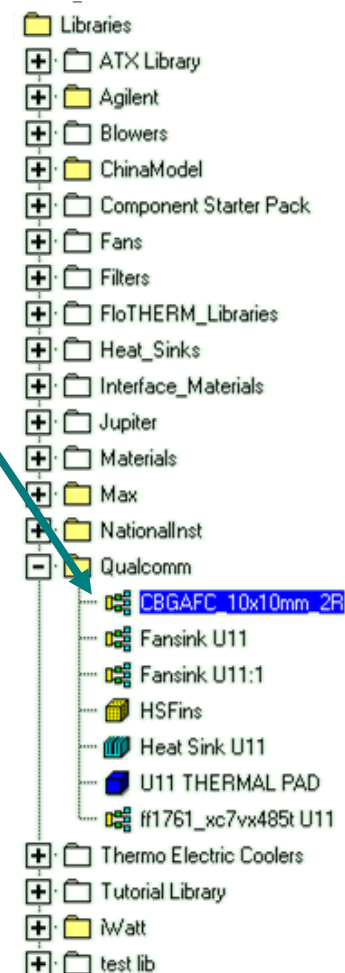 Libraries
ATX Library
Agilent
Blowers
ChinaModel
Component Starter Pack
Fans
Filters
FloTHERM_Libraries
Heat_Sinks
Interface_Materials
Jupiter
Materials
Max
NationalInst
Qualcomm
CBGAFC_10x10mm_2R
Fansink U11
Fansink U11:1
HSFins
Heat Sink U11
U11 THERMAL PAD
ff1761_xc7vx485t U11
Thermo Electric Coolers
Tutorial Library
iWatt
test lib